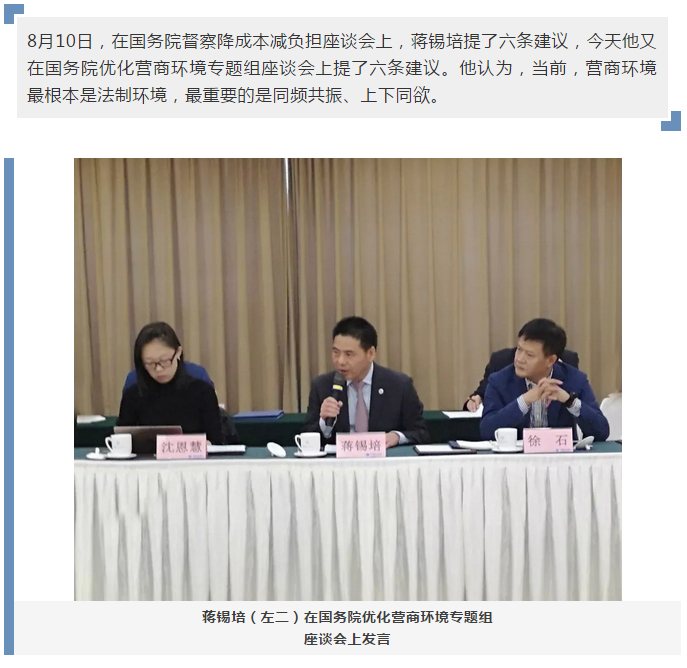 8月10日，在国务院督察降成本减负担座谈会上，蒋锡培提了六条建议，今天他又
在国务院优化营商环境专题组座谈会上提了六条建议。他认为，当前，营商环境
最根本是法制环境，最重要的是同频共振、上下同欲。
沈恩慧
蒋锡培
徐 石
蒋锡培（左二）在国务院优化营商环境专题组
座谈会上发言